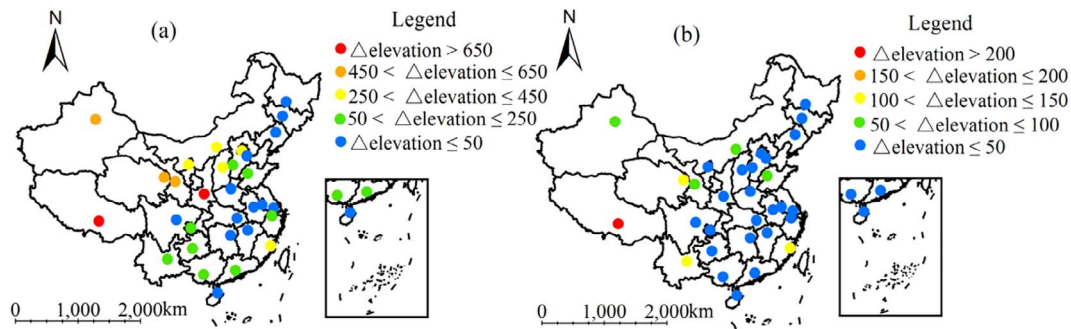 N
(a)
Legend
△elevation > 650
450 < △elevation ≤ 650
250 < △elevation ≤ 450
50 < △elevation ≤ 250
△elevation ≤ 50
0 1,000 2,000km
N
(b)
Legend
△elevation > 200
150 < △elevation ≤ 200
100 < △elevation ≤ 150
50 < △elevation ≤ 100
△elevation ≤ 50
0 1,000 2,000km